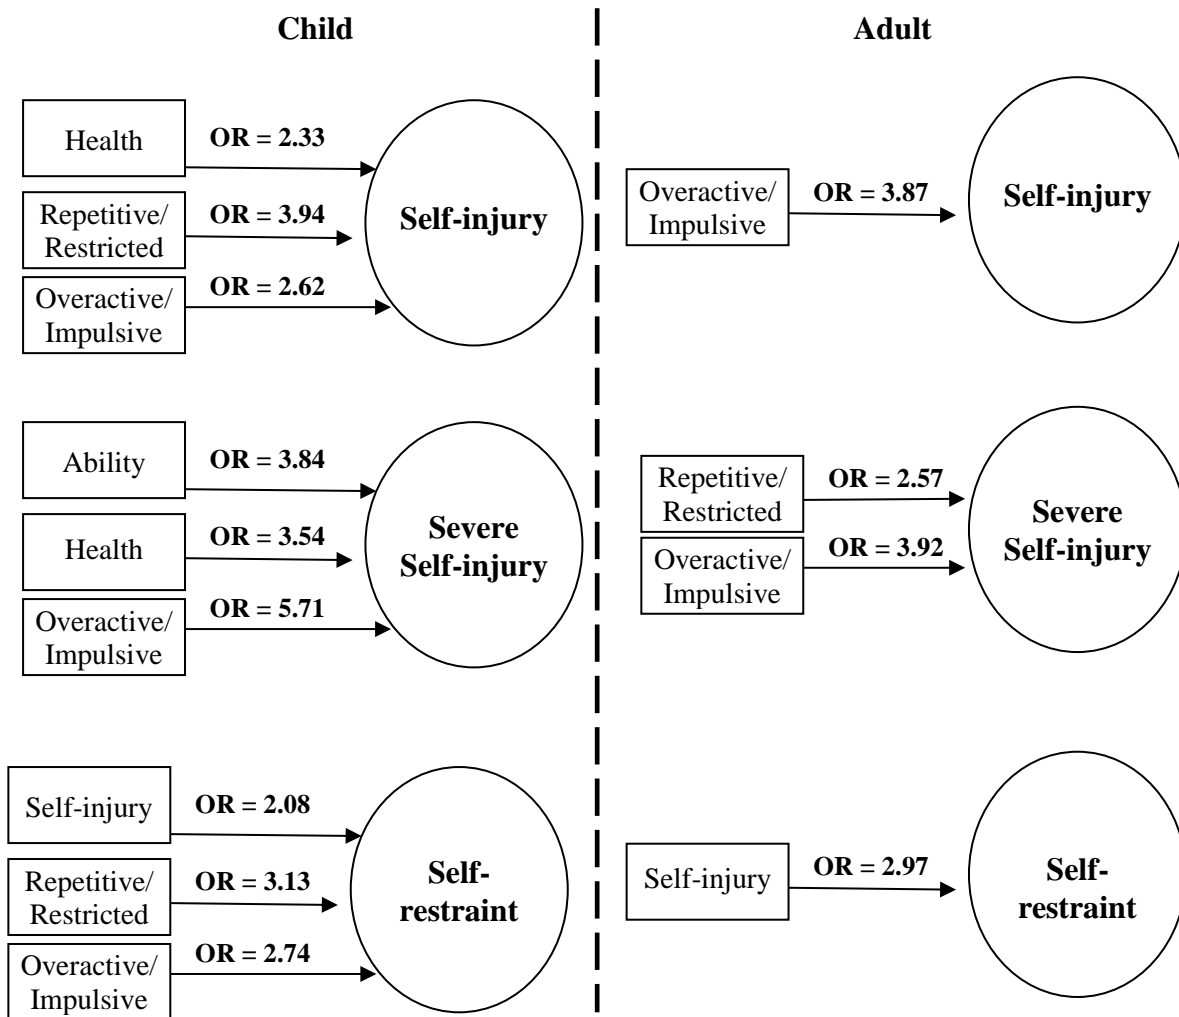 Child
Health
OR = 2.33
Repetitive/
Restricted
OR = 3.94
Overactive/
Impulsive
OR = 2.62
Self-injury
Ability
OR = 3.84
Health
OR = 3.54
Overactive/
Impulsive
OR = 5.71
Severe
Self-injury
Self-injury
OR = 2.08
Repetitive/
Restricted
OR = 3.13
Overactive/
Impulsive
OR = 2.74
Self-
restraint
Adult
Overactive/
Impulsive
OR = 3.87
Self-injury
Repetitive/
Restricted
OR = 2.57
Overactive/
Impulsive
OR = 3.92
Severe
Self-injury
Self-injury
OR = 2.97
Self-
restraint